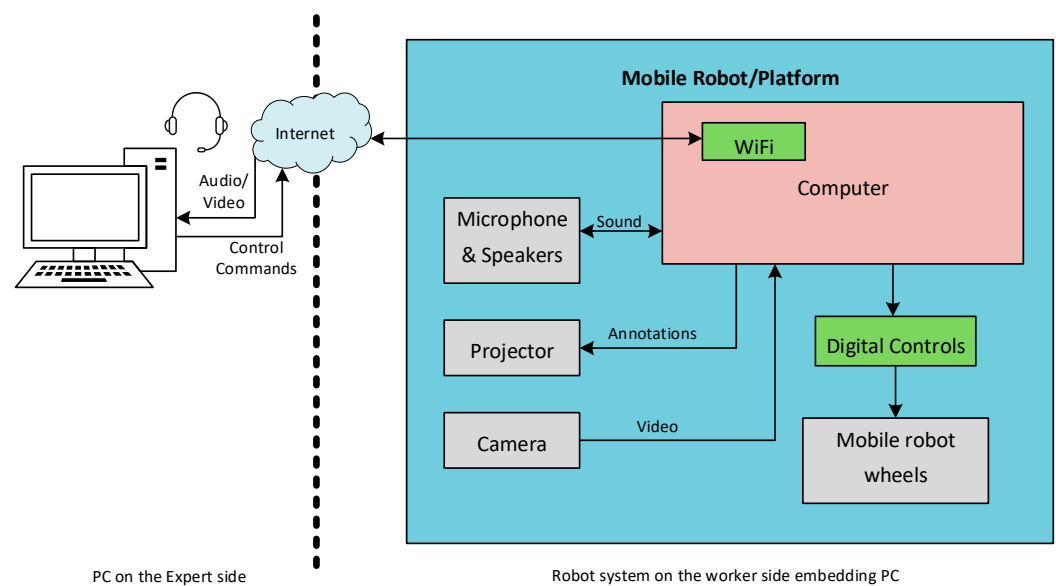 Mobile Robot/Platform
Internet
WiFi
Computer
Audio/
Video
Control
Commands
Microphone
& Speakers
Sound
Projector
Annotations
Digital Controls
Camera
Video
Mobile robot
wheels
PC on the Expert side
Robot system on the worker side embedding PC